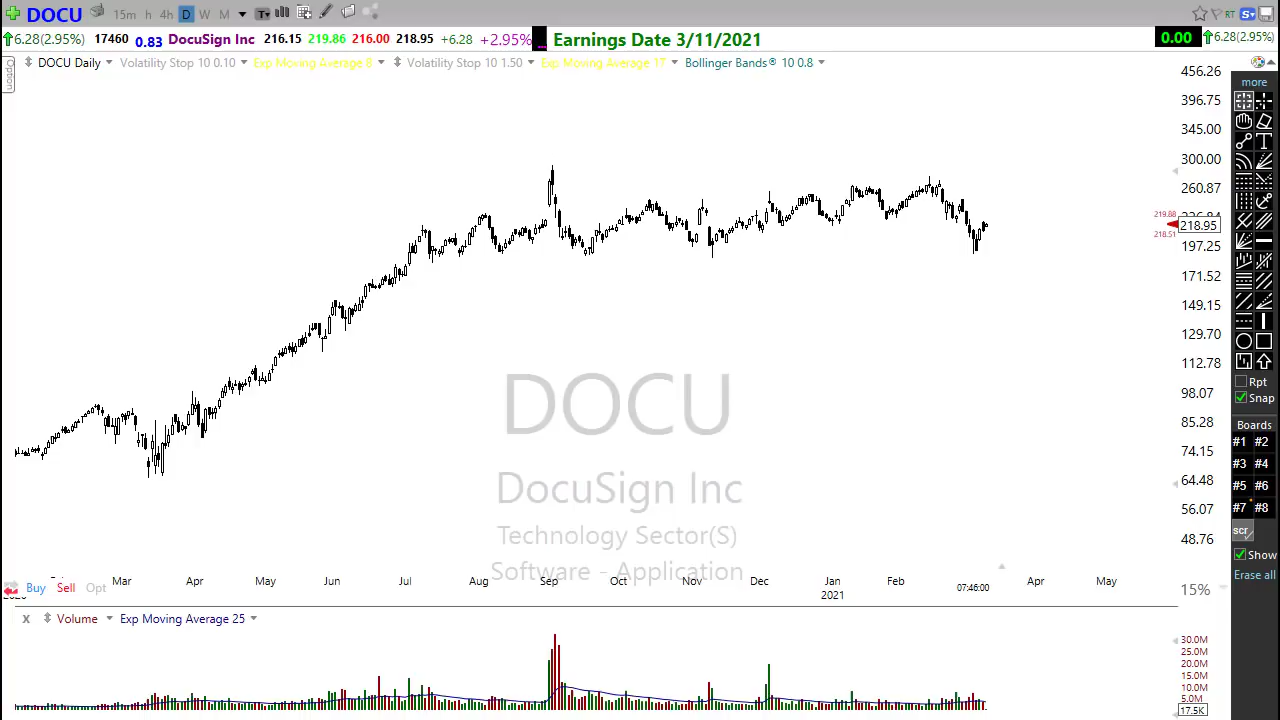 DOCU 15m h 4h D W M T RT S
6.28(2.95%) 17460 0.83 DocuSign Inc 216.15 219.86 216.00 218.95 +6.28 +2.95% Earnings Date 3/11/2021 0.00 6.28(2.95%)
Option
DOCU Daily Volatility Stop 10 0.10 Exp Moving Average 8 Volatility Stop 10 1.50 Exp Moving Average 17 Bollinger Bands® 10 0.8
456.26
396.75
345.00
300.00
260.87
219.88
218.95
218.51
197.25
171.52
149.15
129.70
112.78
98.07
85.28
74.15
64.48
56.07
48.76
more
Rpt
Snap
Boards
#1 #2
#3 #4
#5 #6
#7 #8
scr
Show
Erase all
DOCU
DocuSign Inc
Technology Sector(S)
Software - Application
Mar Apr May Jun Jul Aug Sep Oct Nov Dec Jan Feb 07:46:00 Apr May
2021
Buy Sell Opt
15%
X Volume Exp Moving Average 25
30.0M
25.0M
20.0M
15.0M
10.0M
5.0M
17.5K